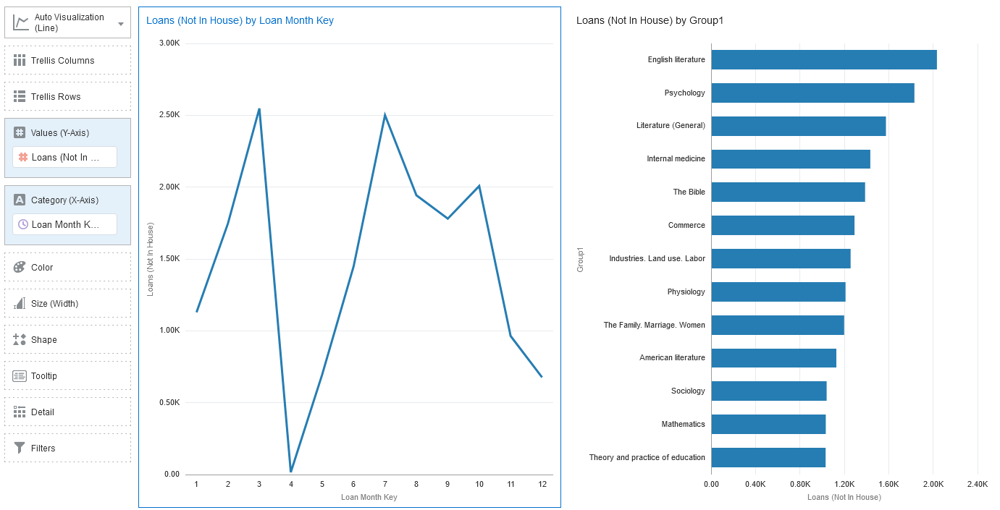 Auto Visualization
(Line)
Trellis Columns
Trellis Rows
Values (Y-Axis)
Loans (Not In ...
Category (X-Axis)
Loan Month K...
Color
Size (Width)
Shape
Tooltip
Detail
Filters
Loans (Not In House) by Loan Month Key
3.00K
2.50K
2.00K
1.50K
1.00K
0.50K
0.00
Loans (Not In House)
1 2 3 4 5 6 7 8 9 10 11 12
Loan Month Key
Loans (Not In House) by Group1
Group1
English literature
Psychology
Literature (General)
Internal medicine
The Bible
Commerce
Industries. Land use. Labor
Physiology
The Family. Marriage. Women
American literature
Sociology
Mathematics
Theory and practice of education
0.00 0.40K 0.80K 1.20K 1.60K 2.00K 2.40K
Loans (Not In House)